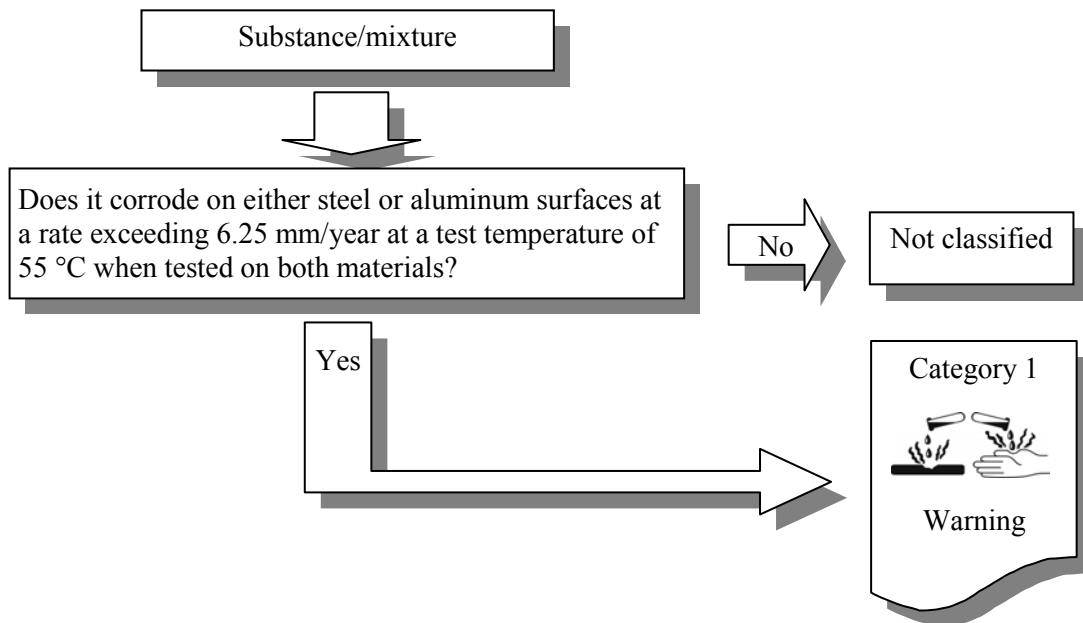 Substance/mixture
Does it corrode on either steel or aluminum surfaces at
a rate exceeding 6.25 mm/year at a test temperature of
55 °C when tested on both materials?
No
Not classified
Yes
Category 1
Warning